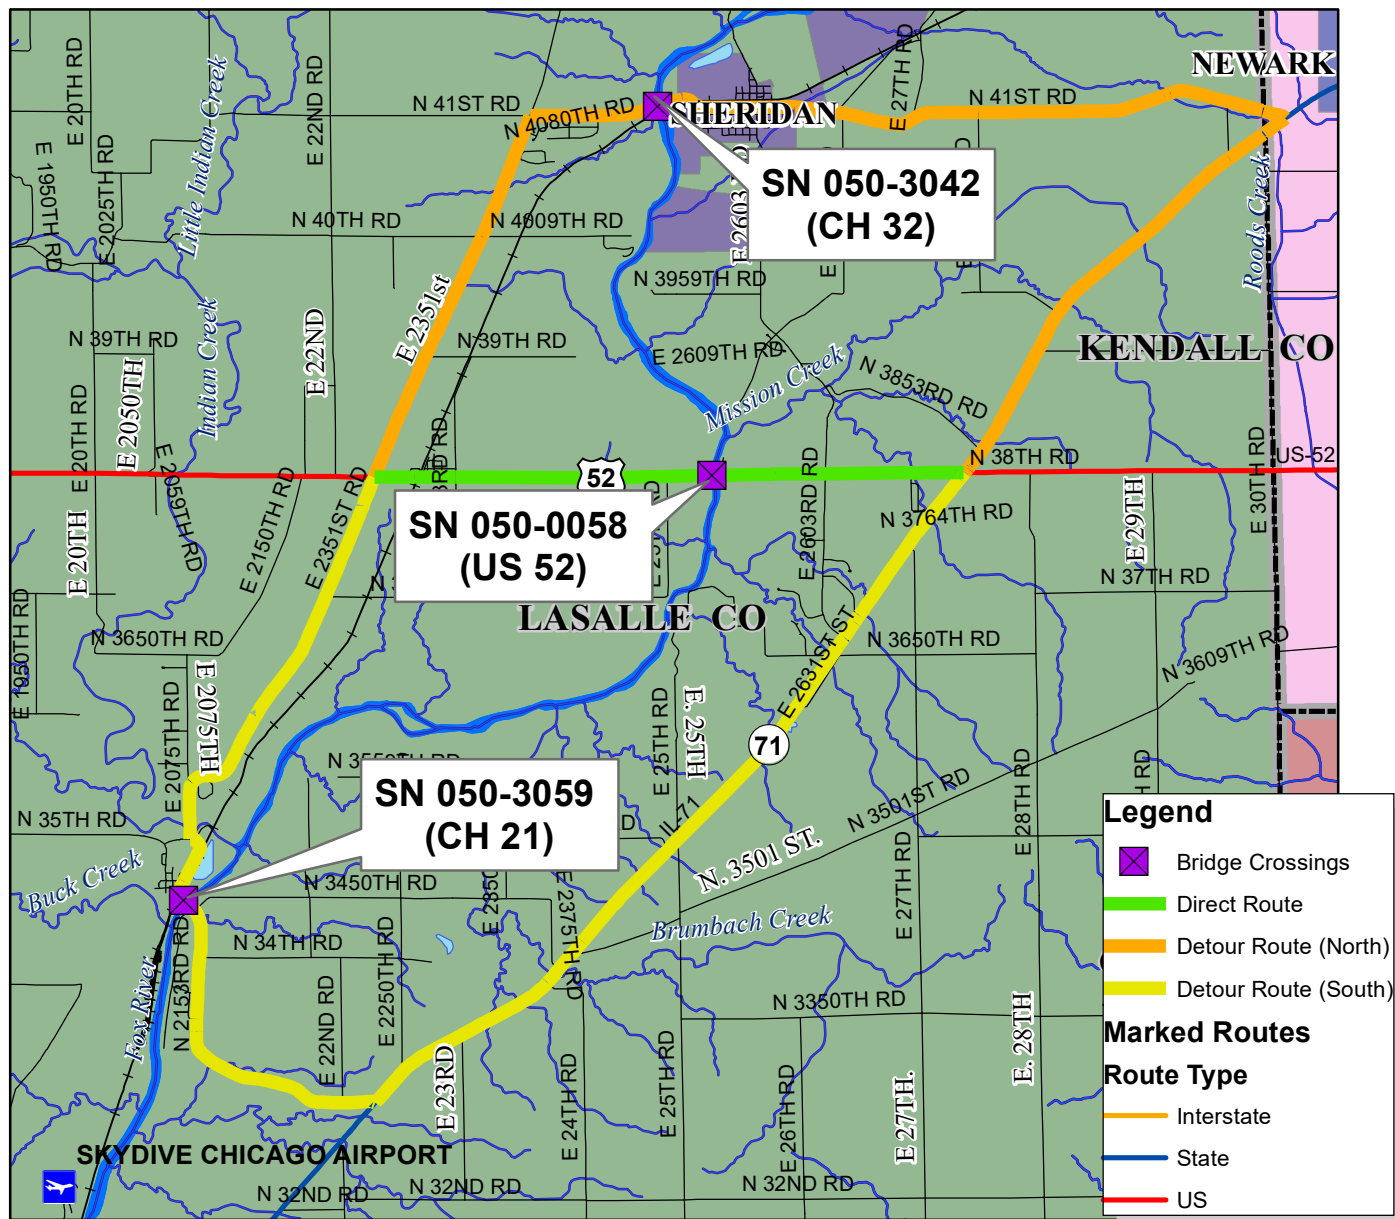 NEWARK
E 20TH RD
E 22ND RD
E 27TH RD
Little Indian Creek
N 41ST RD
N 4080TH RD
SHERIDAN
N 41ST RD
E 1950TH RD
E 2025TH RD
SN 050-3042
(CH 32)
E 2603
N 40TH RD
N 4009TH RD
Roods Creek
N 3959TH RD
E 2351st
Indian Creek
N 39TH RD
E 22ND
N 39TH RD
E 2609TH RD
Mission Creek
KENDALL CO
N 3853RD RD
E 2050TH
E 20TH RD
E 2059TH RD
E 30TH RD
N 38TH RD
US-52
52
E 2150TH RD
E 2351ST RD
SN 050-0058
(US 52)
E 2603RD RD
N 3764TH RD
E 29TH
E 20TH
N 37TH RD
LASALLE CO
E 1950TH RD
N 3650TH RD
E 2631ST ST
N 3650TH RD
N 3609TH RD
E 2075TH
E 2075TH RD
E 25TH RD
E. 25TH
71
SN 050-3059
(CH 21)
N 35TH RD
IL-71
N 3501ST RD
E 28TH RD
N. 3501 ST.
Buck Creek
N 3450TH RD
E 2375TH RD
E 27TH RD
Brumbach Creek
N 34TH RD
N 2153RD RD
Fox River
E 2250TH RD
E 22ND RD
N 3350TH RD
E. 28TH
E 23RD
E 24TH RD
E 25TH RD
E 26TH RD
E 27TH.
SKYDIVE CHICAGO AIRPORT
N 32ND RD
N 32ND RD
N 32ND RD
Legend
Bridge Crossings
Direct Route
Detour Route (North)
Detour Route (South)
Marked Routes
Route Type
Interstate
State
US